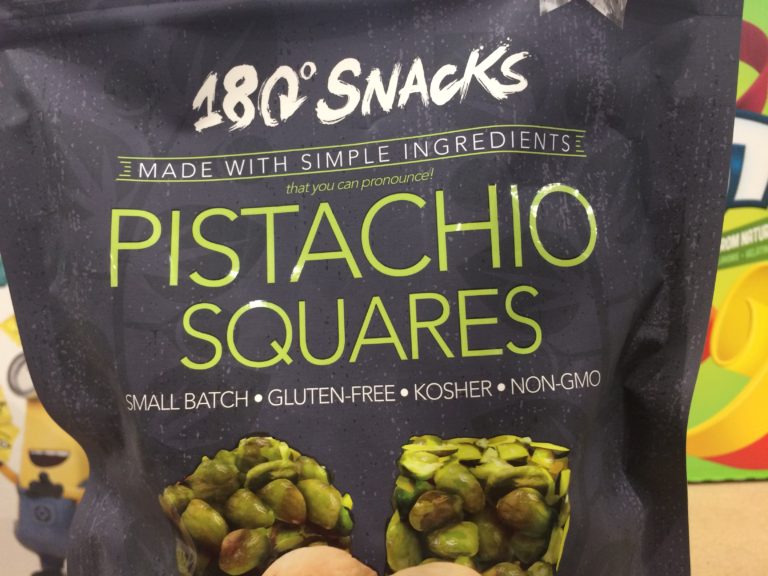 180° SNACKS
MADE WITH SIMPLE INGREDIENTS
that you can pronounce!
PISTACHIO
SQUARES
SMALL BATCH • GLUTEN-FREE • KOSHER • NON-GMO